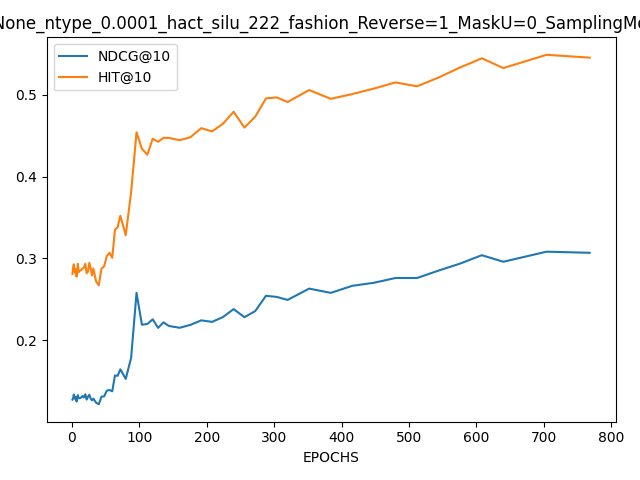 None_ntype_0.0001_hact_silu_222_fashion_Reverse=1_MaskU=0_SamplingMo
NDCG@10
HIT@10
0.5
0.4
0.3
0.2
0 100 200 300 400 500 600 700 800
EPOCHS